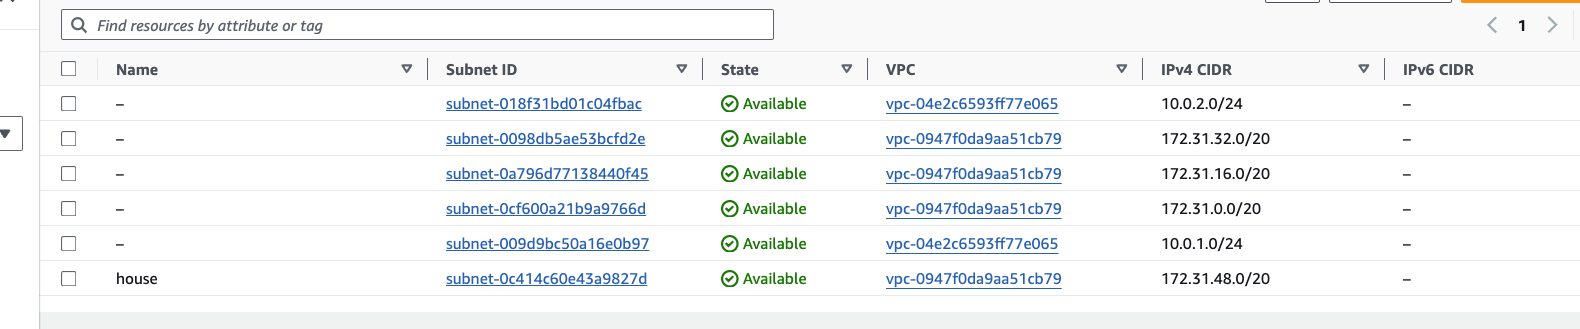 Find resources by attribute or tag
1
Name Subnet ID State VPC IPv4 CIDR IPv6 CIDR
– subnet-018f31bd01c04fbac Available vpc-04e2c6593ff77e065 10.0.2.0/24 –
– subnet-0098db5ae53bcfd2e Available vpc-0947f0da9aa51cb79 172.31.32.0/20 –
– subnet-0a796d77138440f45 Available vpc-0947f0da9aa51cb79 172.31.16.0/20 –
– subnet-0cf600a21b9a9766d Available vpc-0947f0da9aa51cb79 172.31.0.0/20 –
– subnet-009d9bc50a16e0b97 Available vpc-04e2c6593ff77e065 10.0.1.0/24 –
house subnet-0c414c60e43a9827d Available vpc-0947f0da9aa51cb79 172.31.48.0/20 –